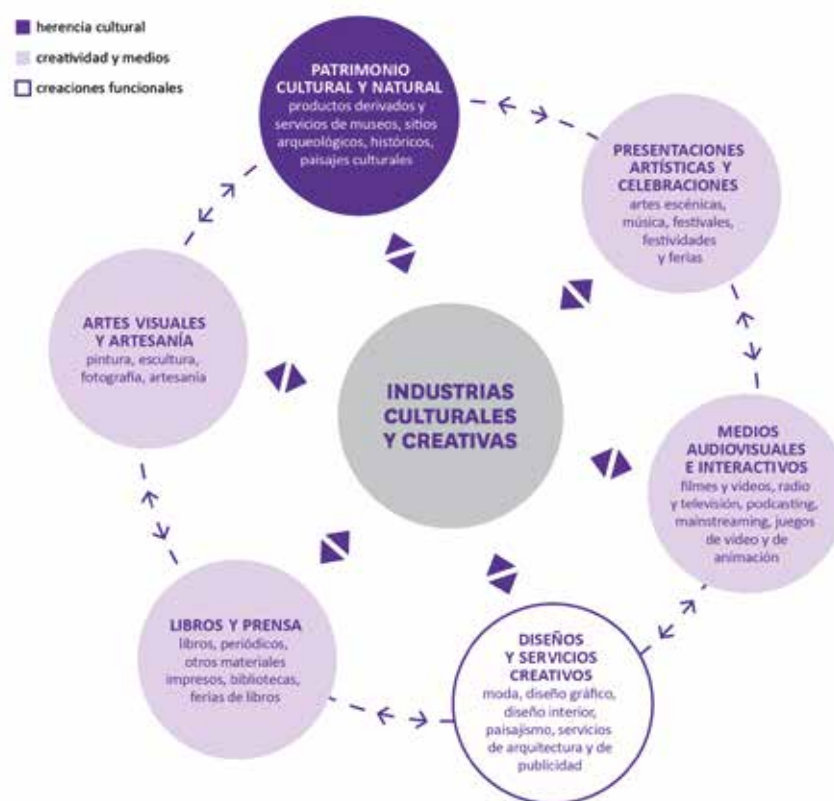 herencia cultural
creatividad y medios
creaciones funcionales
PATRIMONIO
CULTURAL Y NATURAL
productos derivados y
servicios de museos, sitios
arqueológicos, históricos,
paisajes culturales
PRESENTACIONES
ARTÍSTICAS Y
CELEBRACIONES
artes escénicas,
música, festivales,
festividades
y ferias
ARTES VISUALES
Y ARTESANÍA
pintura, escultura,
fotografía, artesanía
INDUSTRIAS
CULTURALES
Y CREATIVAS
MEDIOS
AUDIOVISUALES
E INTERACTIVOS
filmes y videos, radio
y televisión, podcasting,
mainstreaming, juegos
de video y de
animación
LIBROS Y PRENSA
libros, periódicos,
otros materiales
impresos, bibliotecas,
ferias de libros
DISEÑOS
Y SERVICIOS
CREATIVOS
moda, diseño gráfico,
diseño interior,
paisajismo, servicios
de arquitectura y de
publicidad